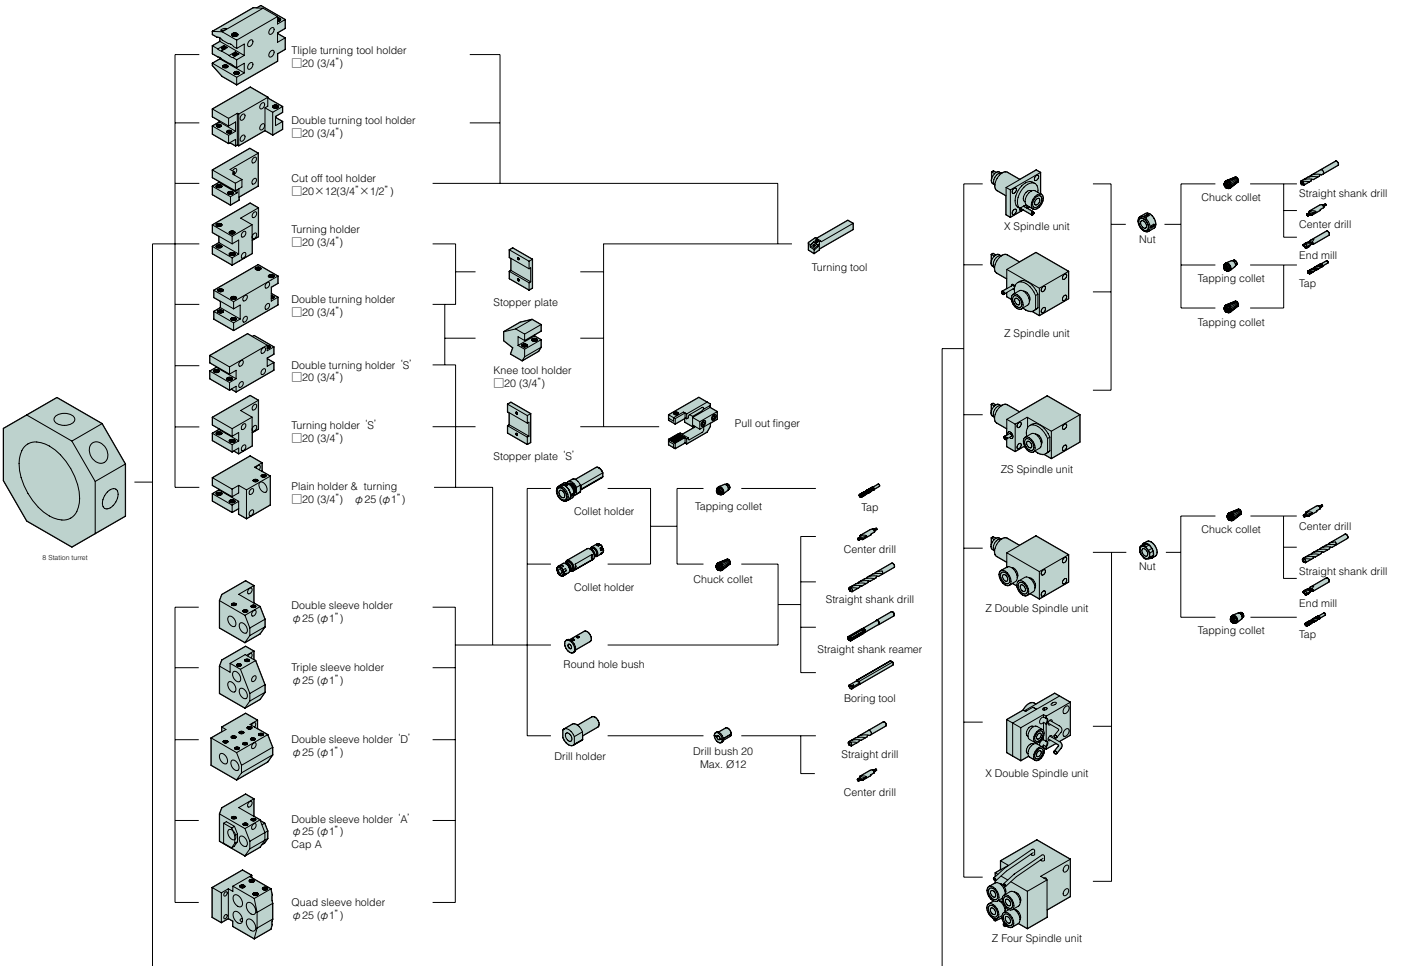 Tliple turning tool holder
□20 (3/4")
Double turning tool holder
□20 (3/4")
Cut off tool holder
□20×12(3/4"×1/2")
Turning holder
□20 (3/4")
Double turning holder
□20 (3/4")
Double turning holder 'S'
□20 (3/4")
Turning holder 'S'
□20 (3/4")
Plain holder & turning
□20 (3/4") φ25 (φ1")
8 Station turret
Double sleeve holder
φ25 (φ1")
Triple sleeve holder
φ25 (φ1")
Double sleeve holder 'D'
φ25 (φ1")
Double sleeve holder 'A'
φ25 (φ1")
Cap A
Quad sleeve holder
φ25 (φ1")
Stopper plate
Knee tool holder
□20 (3/4")
Stopper plate 'S'
Collet holder
Collet holder
Round hole bush
Drill holder
Turning tool
Pull out finger
Tapping collet
Chuck collet
Drill bush 20
Max. Ø12
Tap
Center drill
Straight shank drill
Straight shank reamer
Boring tool
Straight drill
Center drill
X Spindle unit
Z Spindle unit
ZS Spindle unit
Z Double Spindle unit
X Double Spindle unit
Z Four Spindle unit
Nut
Chuck collet
Tapping collet
Tapping collet
Straight shank drill
Center drill
End mill
Tap
Nut
Chuck collet
Tapping collet
Center drill
Straight shank drill
End mill
Tap